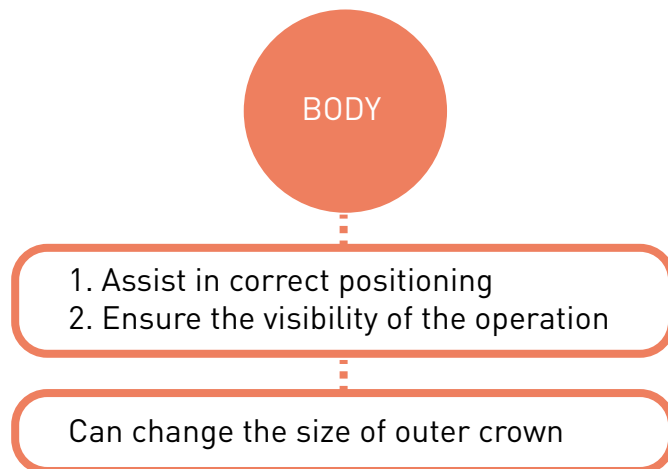 BODY
1. Assist in correct positioning
2. Ensure the visibility of the operation
Can change the size of outer crown